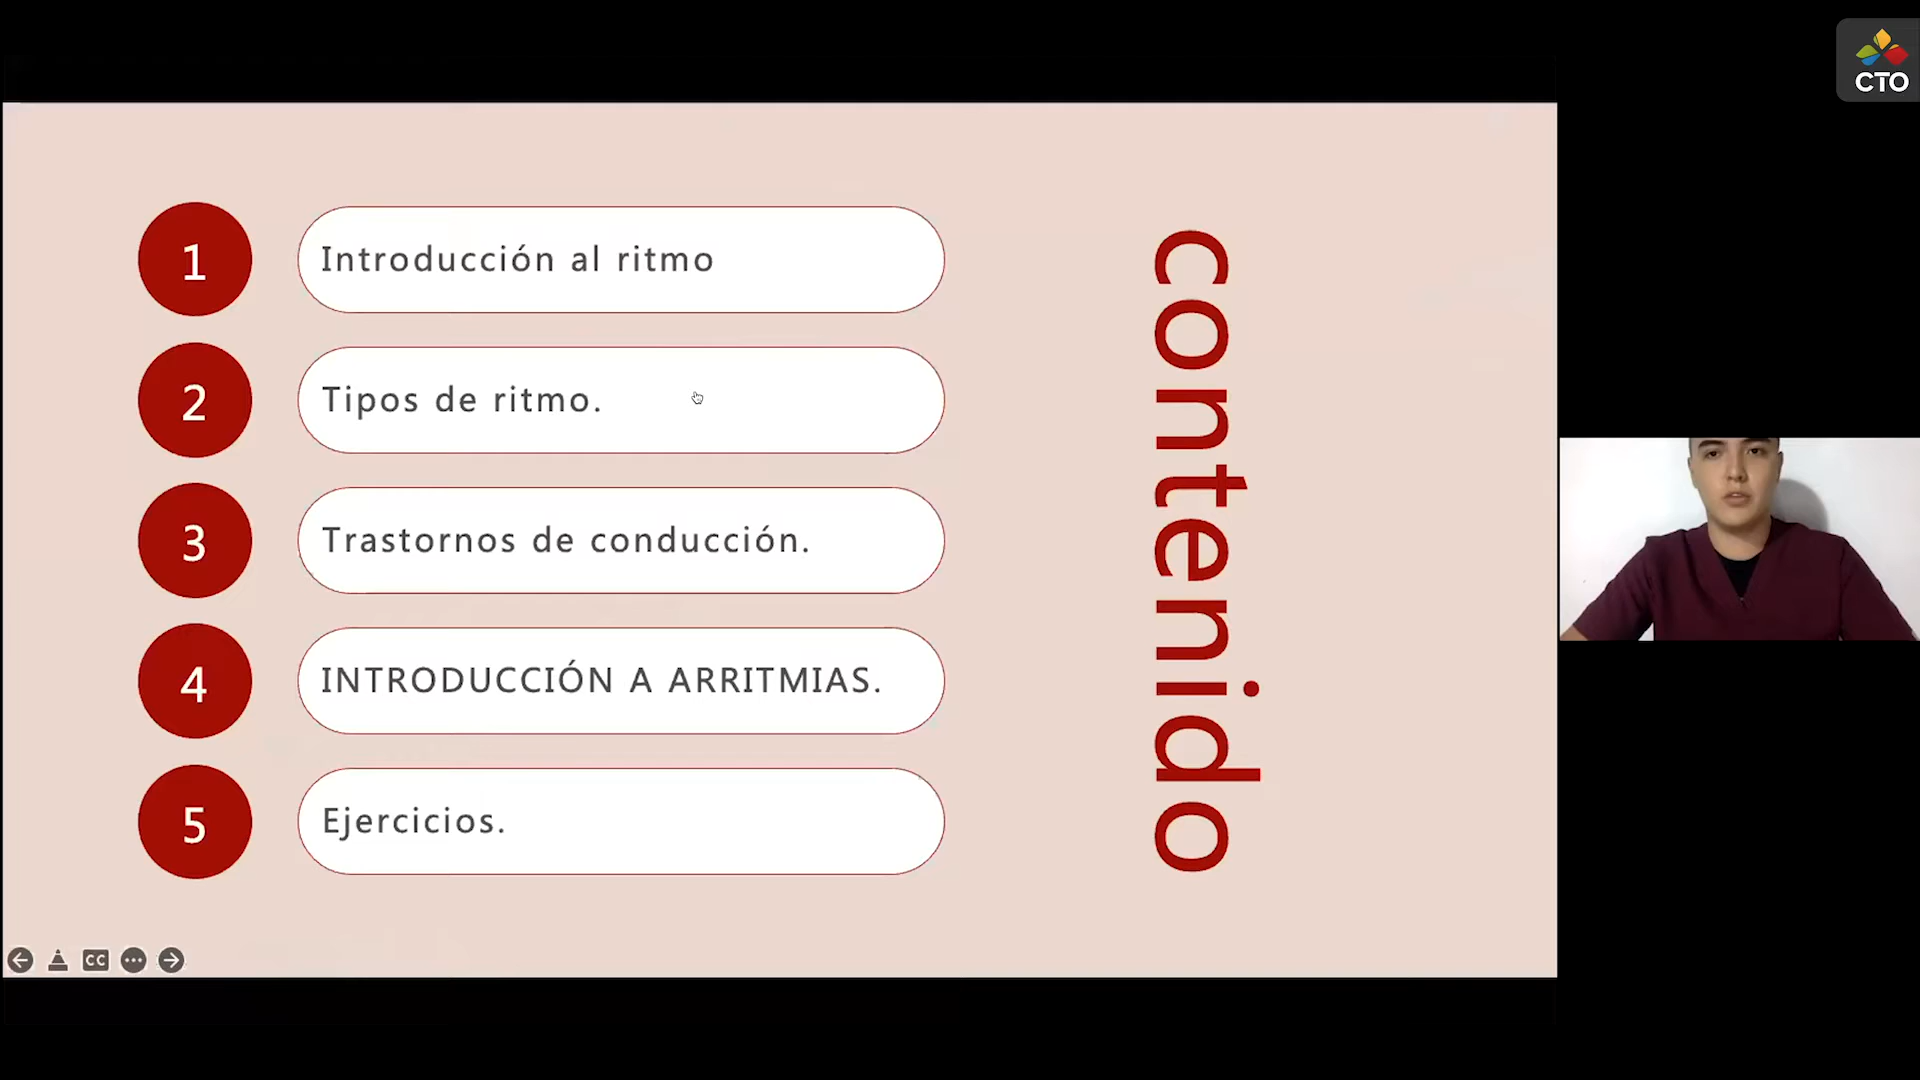 CTO
1 Introducción al ritmo
2 Tipos de ritmo.
3 Trastornos de conducción.
4 INTRODUCCIÓN A ARRITMIAS.
5 Ejercicios.
contenido
CC